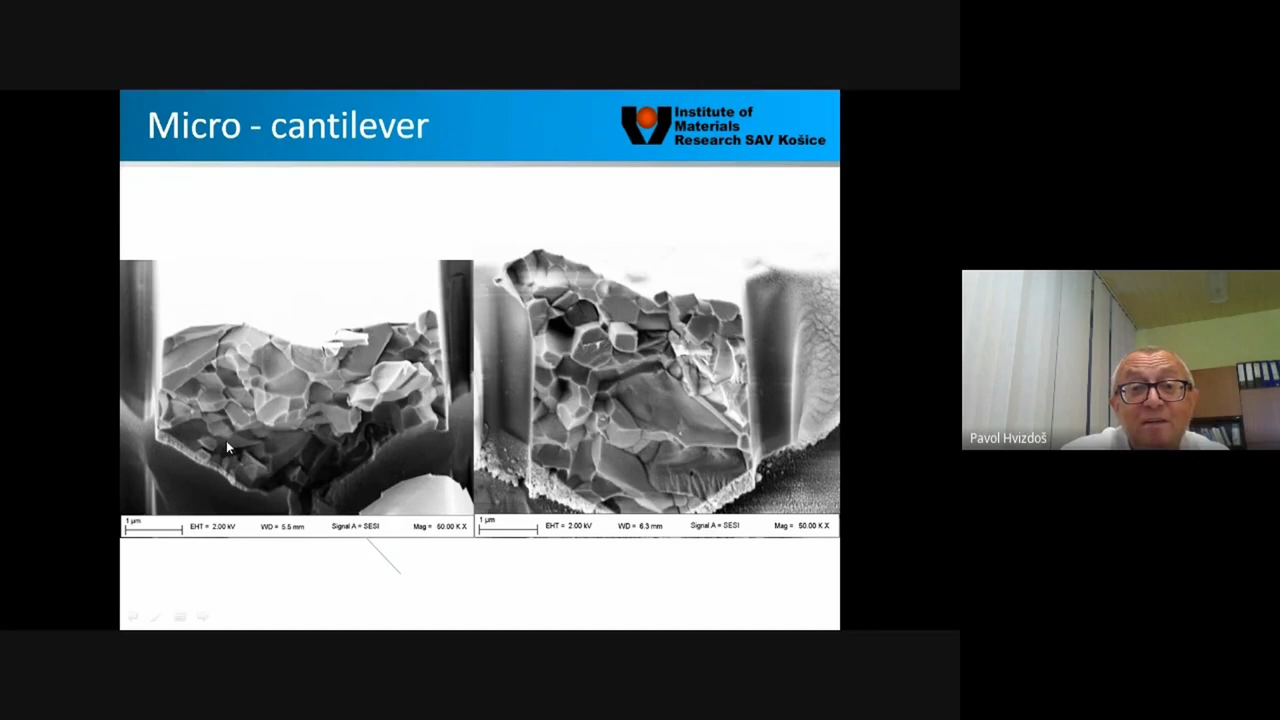 Micro - cantilever
Institute of
Materials
Research SAV Košice
1 µm
EHT = 2.00 kV
WD = 5.5 mm
Signal A = SESI
Mag = 50.00 K X
1 µm
EHT = 2.00 kV
WD = 6.3 mm
Signal A = SESI
Mag = 50.00 K X
Pavol Hvizdoš